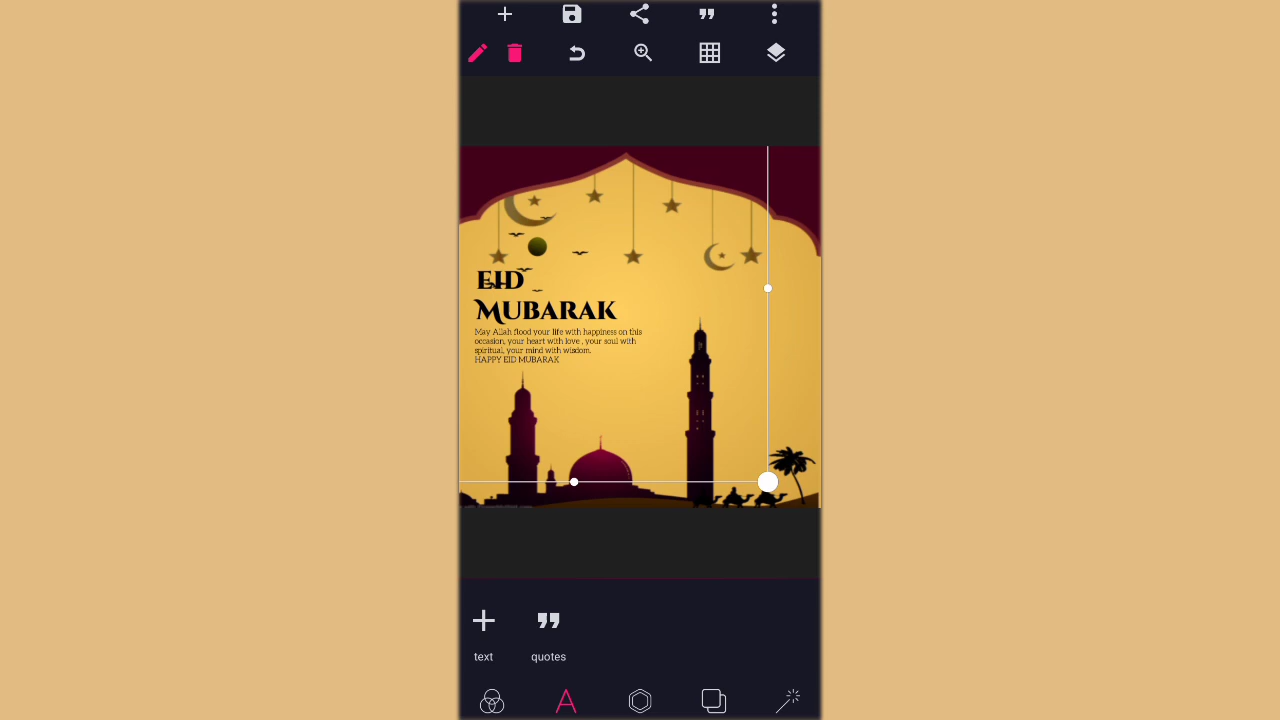 EID
MUBARAK
May Allah flood your life with happiness on this
occasion, your heart with love , your soul with
spiritual, your mind with wisdom.
HAPPY EID MUBARAK
text
quotes